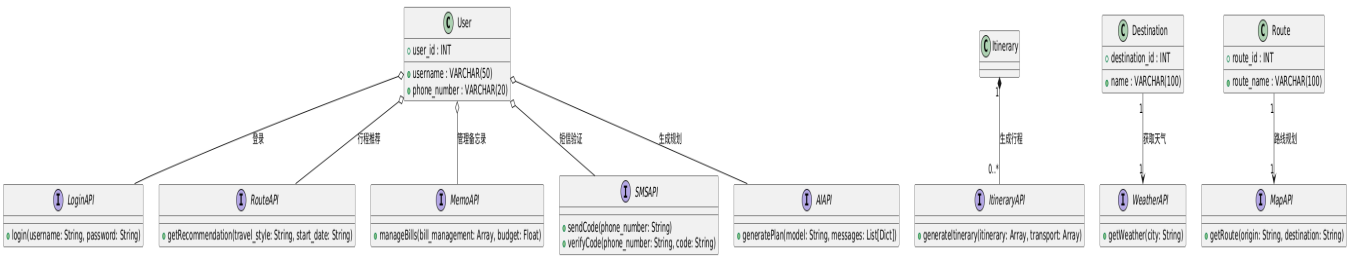 User
user_id : INT
username : VARCHAR(50)
phone_number : VARCHAR(20)
Itinerary
Destination
destination_id : INT
name : VARCHAR(100)
Route
route_id : INT
route_name : VARCHAR(100)
1
1
1
登录
行程推荐
管理备忘录
短信验证
生成规划
生成行程
获取天气
路线规划
0..*
1
1
LoginAPI
login(username: String, password: String)
RouteAPI
getRecommendation(travel_style: String, start_date: String)
MemoAPI
manageBills(bill_management: Array, budget: Float)
SMSAPI
sendCode(phone_number: String)
verifyCode(phone_number: String, code: String)
AIAPI
generatePlan(model: String, messages: List[Dict])
ItineraryAPI
generateItinerary(itinerary: Array, transport: Array)
WeatherAPI
getWeather(city: String)
MapAPI
getRoute(origin: String, destination: String)